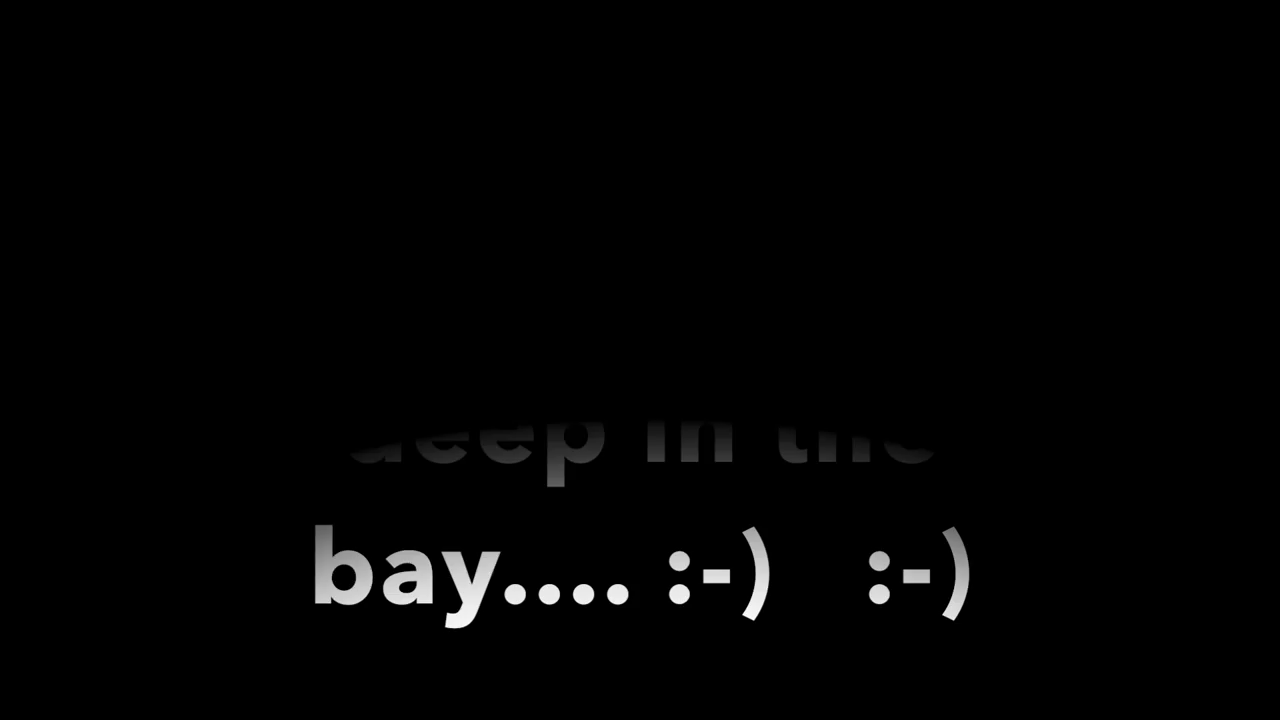 deep in the
bay.... :-) :-)